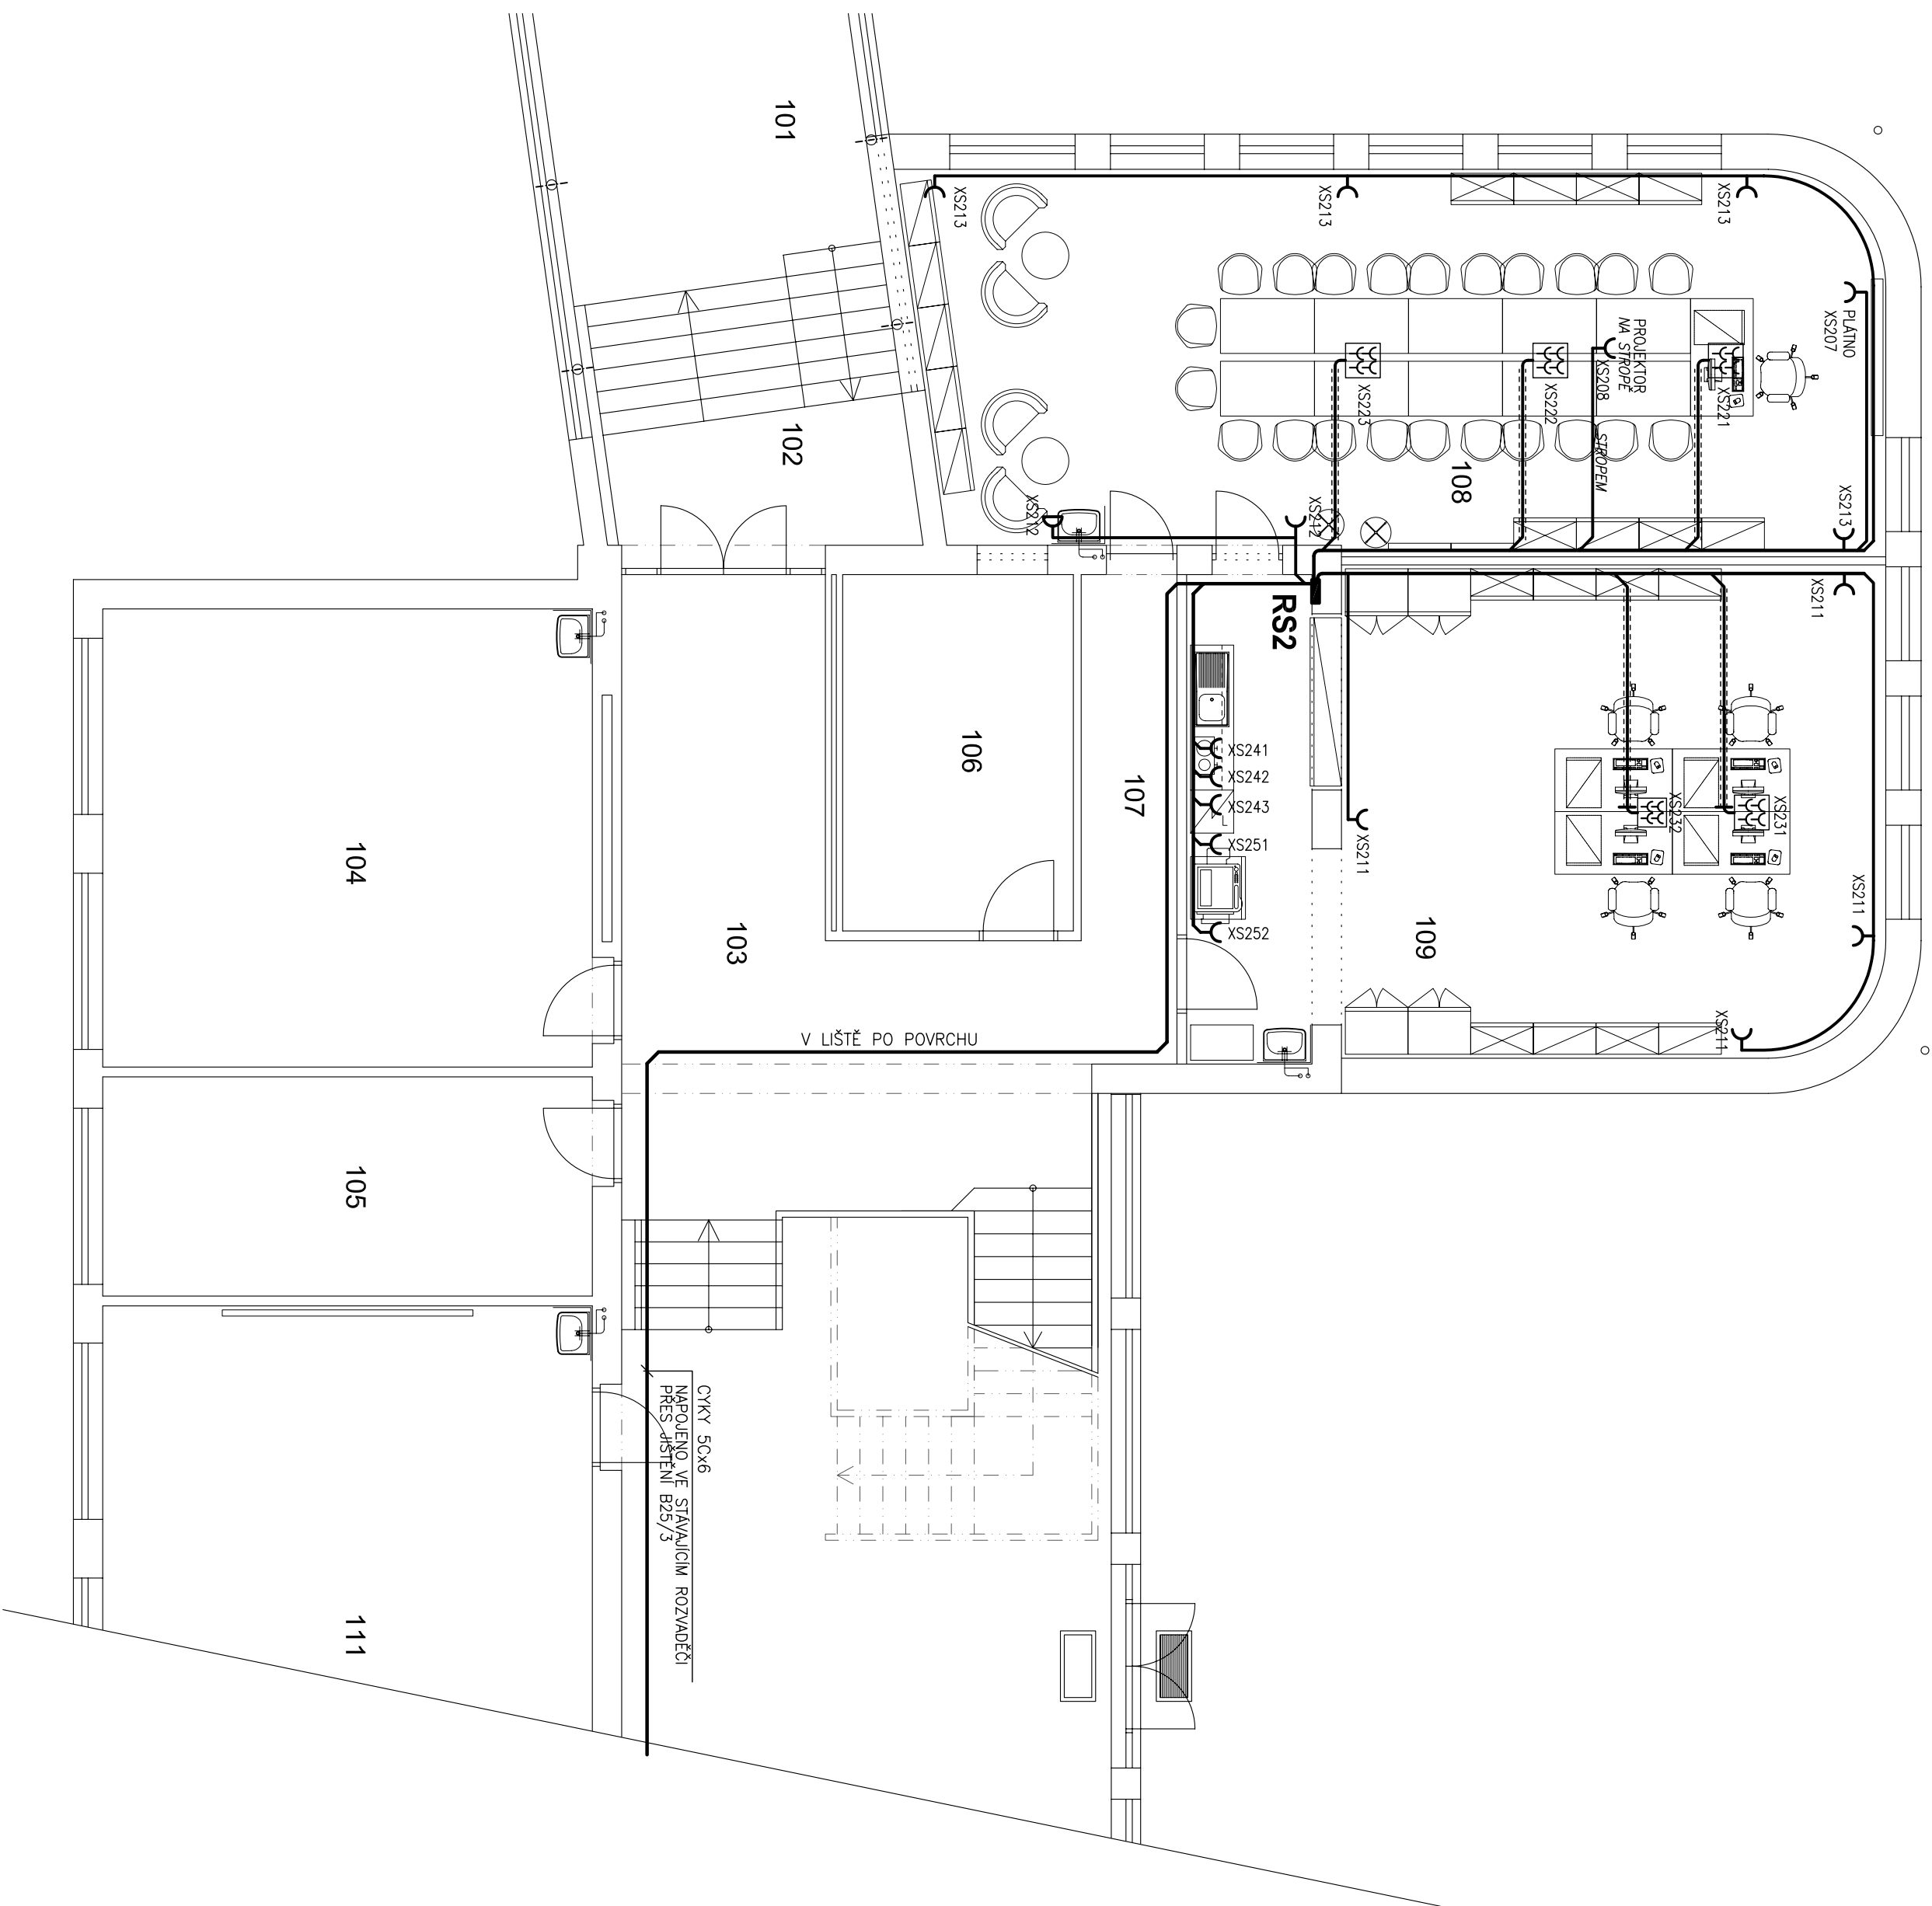 101
102
XS213
XS213
XS213
PLÁTNO
XS207
PROJEKTOR
NA STROPĚ
XS208
XS221
XS222
XS223
STROPEM
108
XS213
XS212
XS212
RS2
XS211
XS241
XS242
XS243
XS251
XS252
XS211
XS231
XS232
XS211
XS211
109
106
107
103
104
105
V LIŠTĚ PO POVRCHU
CYKY 5Cx6
NAPOJENO VE STÁVAJÍCÍM ROZVADĚČI
PŘES JIŠTĚNÍ B25/3
111